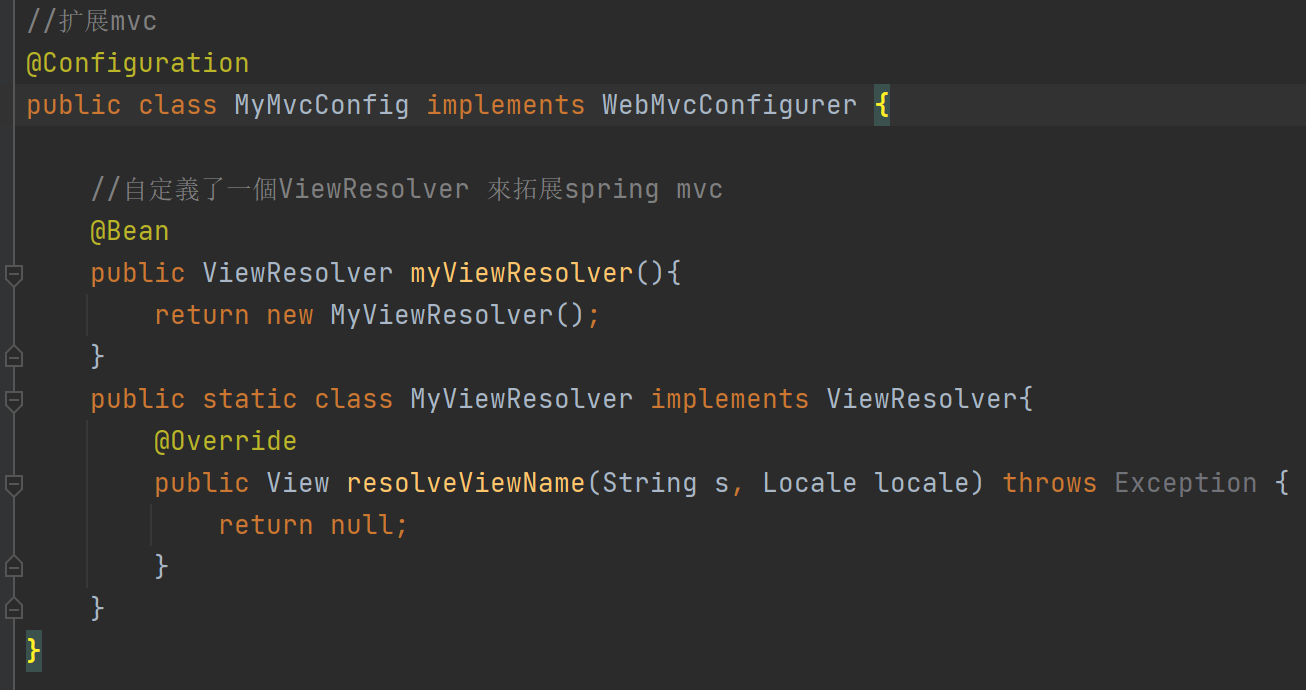 //扩展mvc
@Configuration
public class MyMvcConfig implements WebMvcConfigurer {
//自定義了一個ViewResolver 來拓展spring mvc
@Bean
public ViewResolver myViewResolver(){
return new MyViewResolver();
}
public static class MyViewResolver implements ViewResolver{
@Override
public View resolveViewName(String s, Locale locale) throws Exception {
return null;
}
}
}